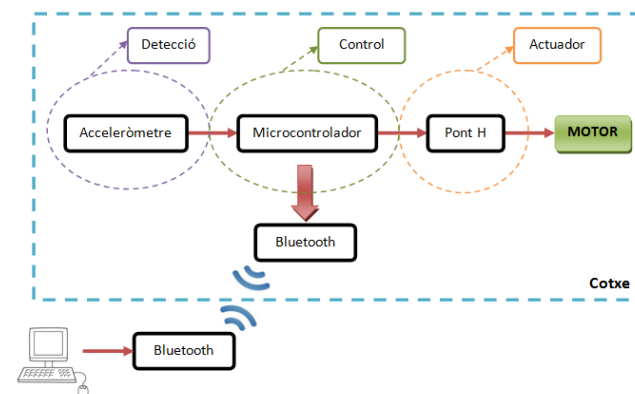 Detecció
Control
Actuador
Acceleròmetre
Microcontrolador
Pont H
MOTOR
Bluetooth
Cotxe
Bluetooth